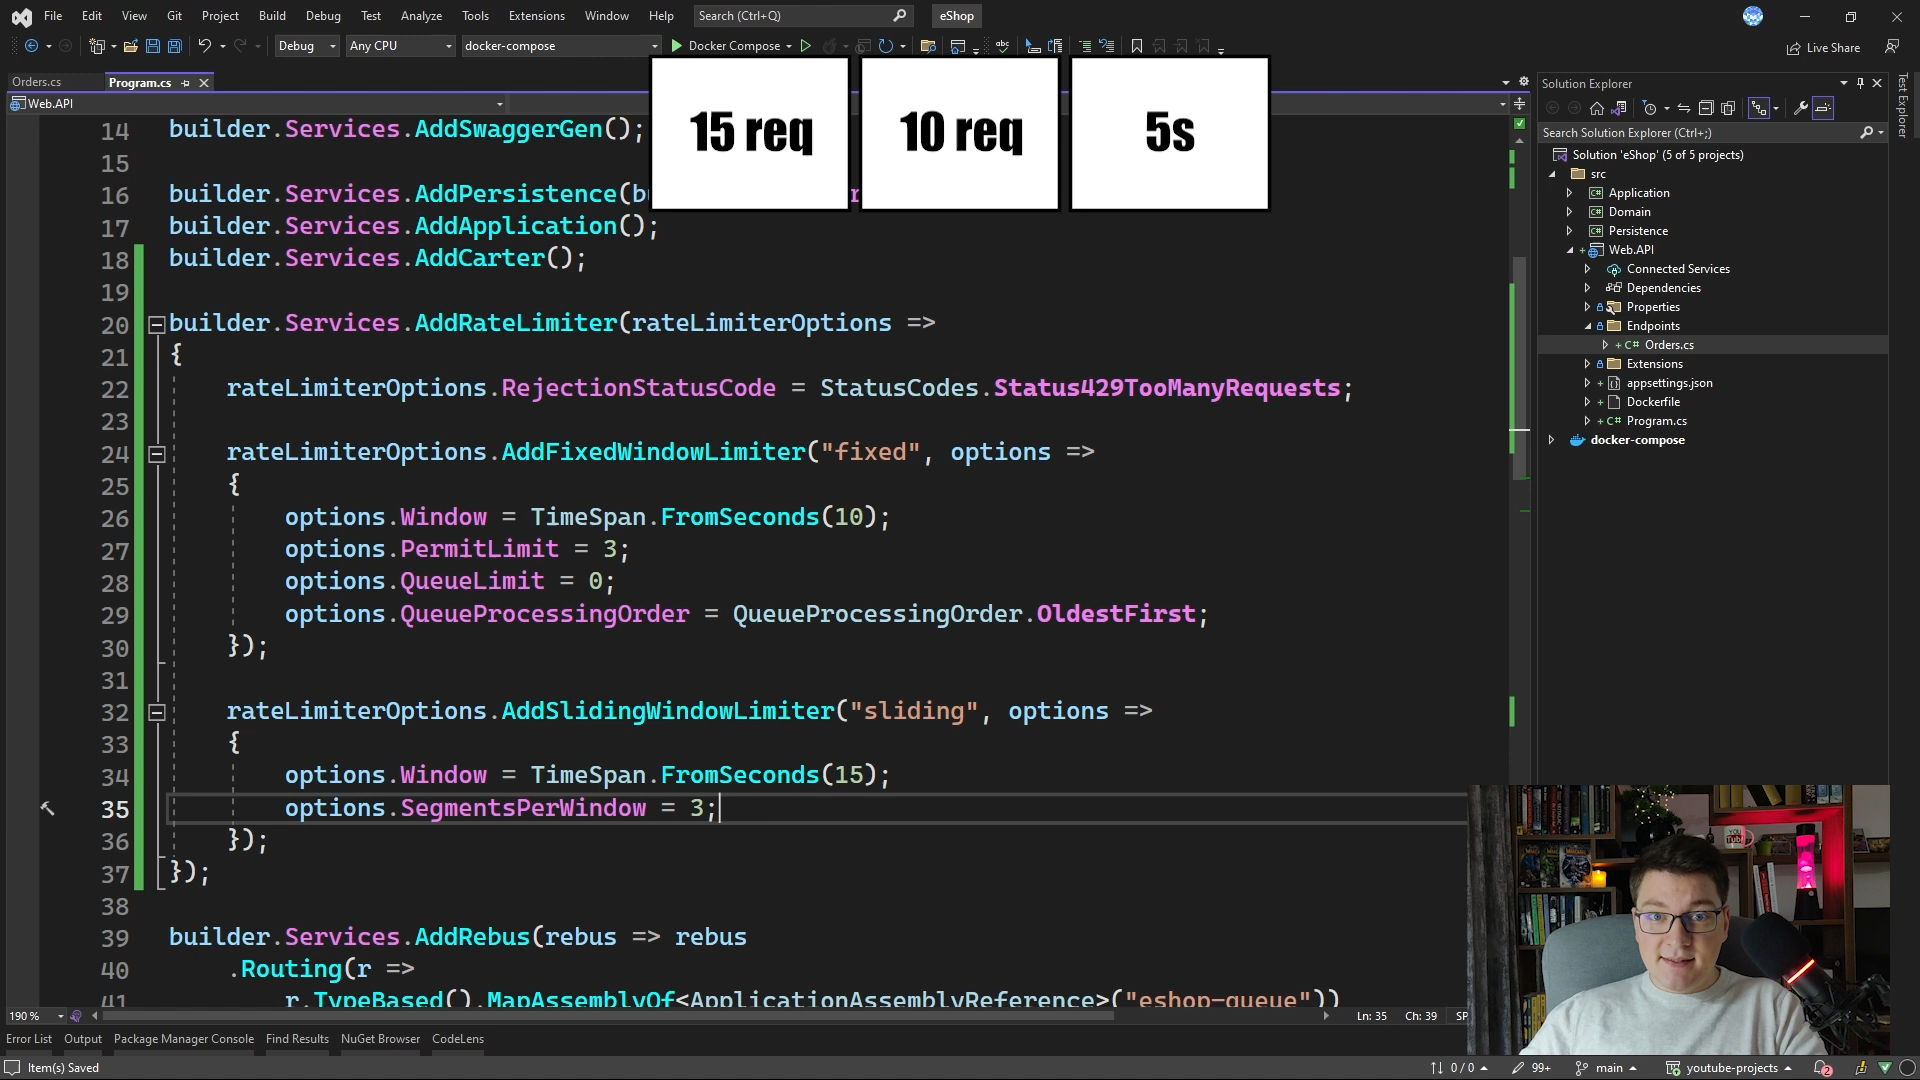 File Edit View Git Project Build Debug Test Analyze Tools Extensions Window Help Search (Ctrl+Q) eShop
Debug Any CPU docker-compose Docker Compose Live Share
Orders.cs Program.cs
Web.API
15 req
10 req
5s
14 builder.Services.AddSwaggerGen();
15
16 builder.Services.AddPersistence(b
17 builder.Services.AddApplication();
18 builder.Services.AddCarter();
19
20 builder.Services.AddRateLimiter(rateLimiterOptions =>
21 {
22 rateLimiterOptions.RejectionStatusCode = StatusCodes.Status429TooManyRequests;
23
24 rateLimiterOptions.AddFixedWindowLimiter("fixed", options =>
25 {
26 options.Window = TimeSpan.FromSeconds(10);
27 options.PermitLimit = 3;
28 options.QueueLimit = 0;
29 options.QueueProcessingOrder = QueueProcessingOrder.OldestFirst;
30 });
31
32 rateLimiterOptions.AddSlidingWindowLimiter("sliding", options =>
33 {
34 options.Window = TimeSpan.FromSeconds(15);
35 options.SegmentsPerWindow = 3;
36 });
37 });
38
39 builder.Services.AddRebus(rebus => rebus
40 .Routing(r =>
41 r.TypeBased().MapAssemblyOf<ApplicationAssemblyReference>("eshop-queue"))
190 % Ln: 35 Ch: 39 SP
Error List Output Package Manager Console Find Results NuGet Browser CodeLens
Item(s) Saved 0 / 0 99+ main youtube-projects 2
Solution Explorer
Search Solution Explorer (Ctrl+;)
Solution 'eShop' (5 of 5 projects)
src
Application
Domain
Persistence
Web.API
Connected Services
Dependencies
Properties
Endpoints
C# Orders.cs
Extensions
appsettings.json
Dockerfile
C# Program.cs
docker-compose
Test Explorer